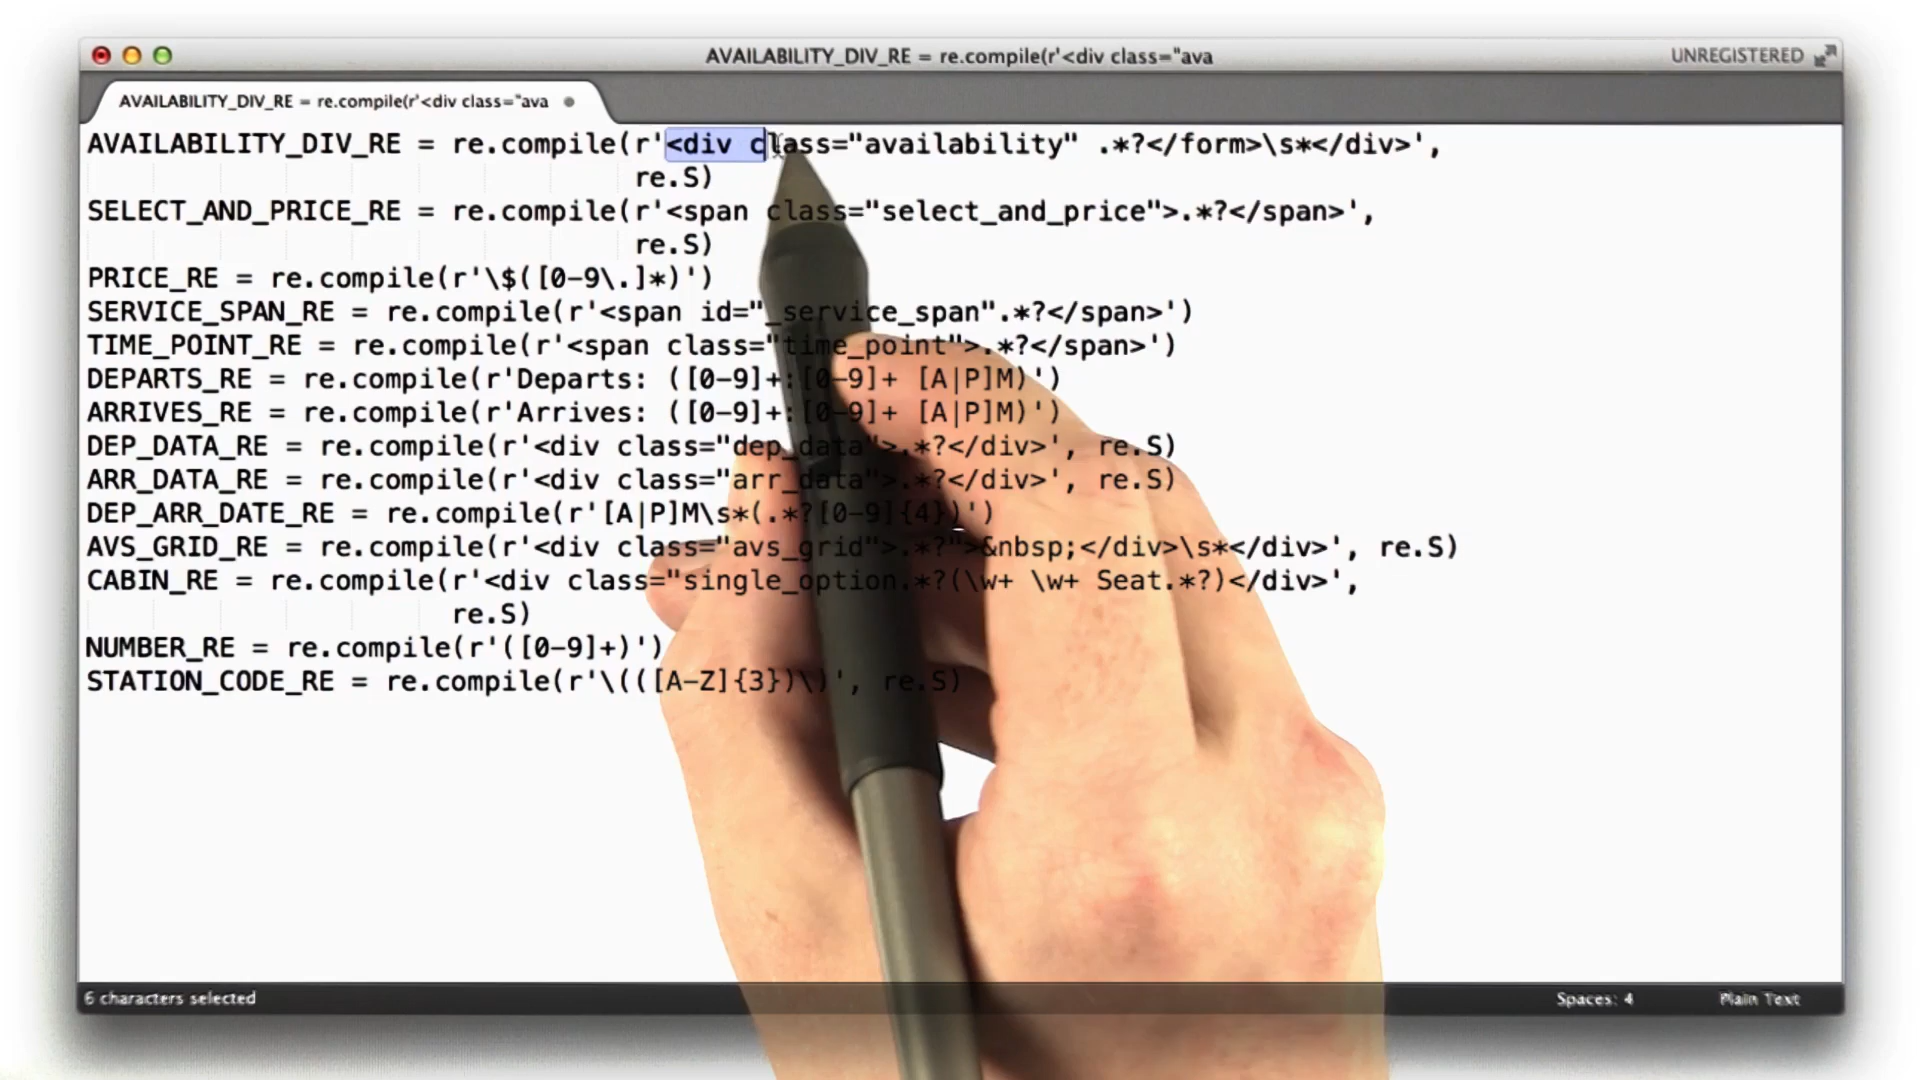 AVAILABILITY_DIV_RE = re.compile(r'<div class="ava
UNREGISTERED
AVAILABILITY_DIV_RE = re.compile(r'<div class="ava
AVAILABILITY_DIV_RE = re.compile(r'<div class="availability" .*?</form>\s*</div>',
re.S)
SELECT_AND_PRICE_RE = re.compile(r'<span class="select_and_price">.*?</span>',
re.S)
PRICE_RE = re.compile(r'\$([0-9\.]*)')
SERVICE_SPAN_RE = re.compile(r'<span id="_service_span".*?</span>')
TIME_POINT_RE = re.compile(r'<span class="time_point">.*?</span>')
DEPARTS_RE = re.compile(r'Departs: ([0-9]+:[0-9]+ [A|P]M)')
ARRIVES_RE = re.compile(r'Arrives: ([0-9]+:[0-9]+ [A|P]M)')
DEP_DATA_RE = re.compile(r'<div class="dep_data">.*?</div>', re.S)
ARR_DATA_RE = re.compile(r'<div class="arr_data">.*?</div>', re.S)
DEP_ARR_DATE_RE = re.compile(r'[A|P]M\s*(.*?[0-9]{4})')
AVS_GRID_RE = re.compile(r'<div class="avs_grid">.*?">&nbsp;</div>\s*</div>', re.S)
CABIN_RE = re.compile(r'<div class="single_option.*?(\w+ \w+ Seat.*?)</div>',
re.S)
NUMBER_RE = re.compile(r'([0-9]+)')
STATION_CODE_RE = re.compile(r'\(([A-Z]{3})\)', re.S)
6 characters selected
Spaces: 4
Plain Text